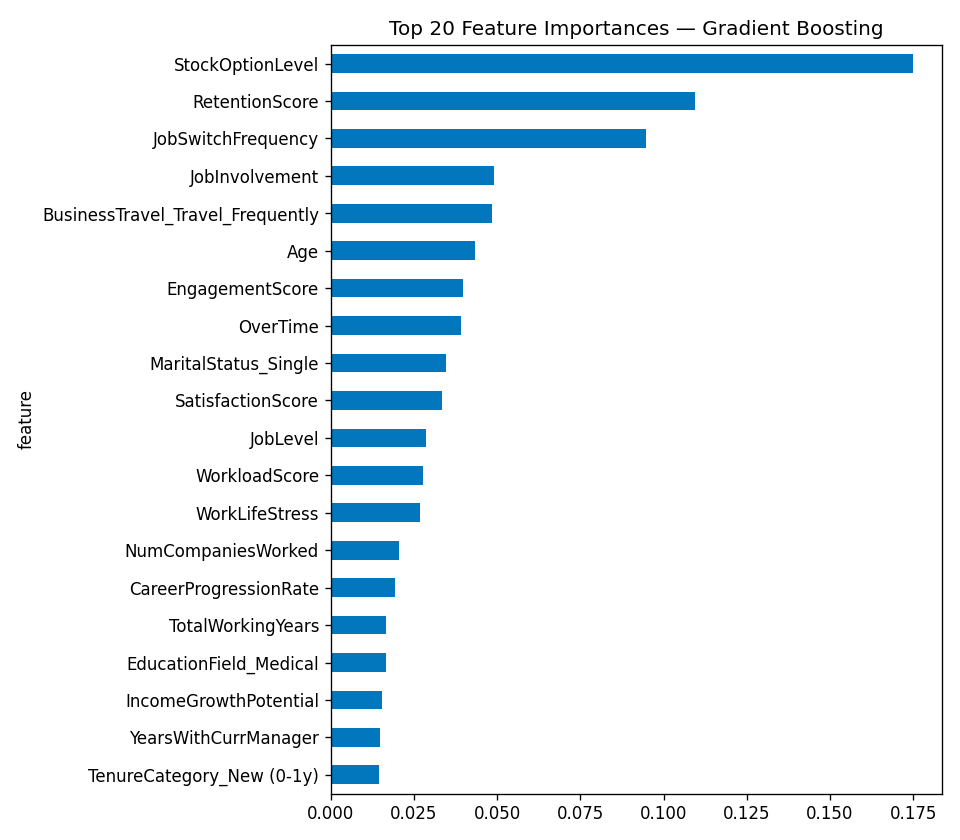 Top 20 Feature Importances — Gradient Boosting
StockOptionLevel
RetentionScore
JobSwitchFrequency
JobInvolvement
BusinessTravel_Travel_Frequently
Age
EngagementScore
OverTime
MaritalStatus_Single
SatisfactionScore
JobLevel
WorkloadScore
WorkLifeStress
NumCompaniesWorked
CareerProgressionRate
TotalWorkingYears
EducationField_Medical
IncomeGrowthPotential
YearsWithCurrManager
TenureCategory_New (0-1y)
feature
0.000 0.025 0.050 0.075 0.100 0.125 0.150 0.175